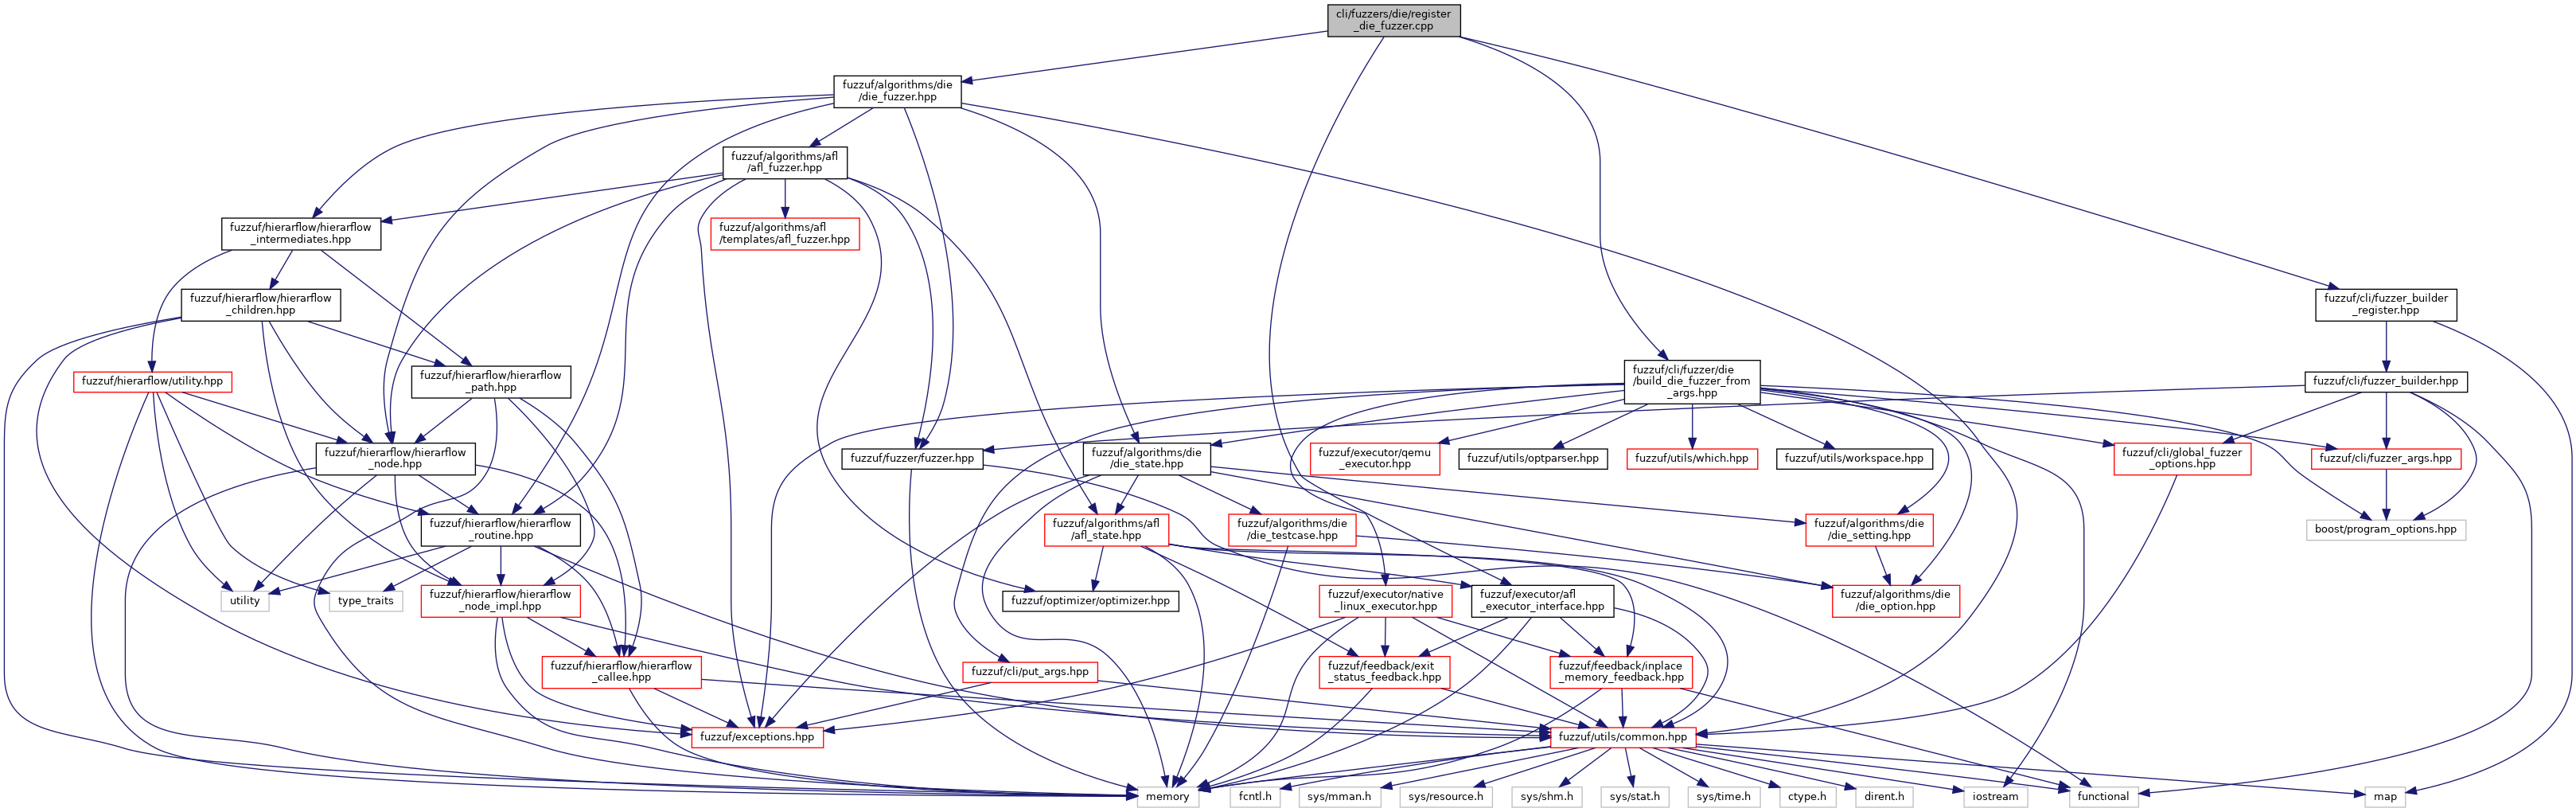 cli/fuzzers/die/register
_die_fuzzer.cpp
fuzzuf/algorithms/die
/die_fuzzer.hpp
fuzzuf/algorithms/afl
/afl_fuzzer.hpp
fuzzuf/hierarflow/hierarflow
_intermediates.hpp
fuzzuf/algorithms/afl
/templates/afl_fuzzer.hpp
fuzzuf/hierarflow/hierarflow
_children.hpp
fuzzuf/cli/fuzzer_builder
_register.hpp
fuzzuf/hierarflow/utility.hpp
fuzzuf/hierarflow/hierarflow
_path.hpp
fuzzuf/cli/fuzzer/die
/build_die_fuzzer_from
_args.hpp
fuzzuf/cli/fuzzer_builder.hpp
fuzzuf/hierarflow/hierarflow
_node.hpp
fuzzuf/fuzzer/fuzzer.hpp
fuzzuf/algorithms/die
/die_state.hpp
fuzzuf/executor/qemu
_executor.hpp
fuzzuf/utils/optparser.hpp
fuzzuf/utils/which.hpp
fuzzuf/utils/workspace.hpp
fuzzuf/cli/global_fuzzer
_options.hpp
fuzzuf/cli/fuzzer_args.hpp
fuzzuf/hierarflow/hierarflow
_routine.hpp
fuzzuf/algorithms/afl
/afl_state.hpp
fuzzuf/algorithms/die
/die_testcase.hpp
fuzzuf/algorithms/die
/die_setting.hpp
boost/program_options.hpp
utility
type_traits
fuzzuf/hierarflow/hierarflow
_node_impl.hpp
fuzzuf/optimizer/optimizer.hpp
fuzzuf/executor/native
_linux_executor.hpp
fuzzuf/executor/afl
_executor_interface.hpp
fuzzuf/algorithms/die
/die_option.hpp
fuzzuf/hierarflow/hierarflow
_callee.hpp
fuzzuf/cli/put_args.hpp
fuzzuf/feedback/exit
_status_feedback.hpp
fuzzuf/feedback/inplace
_memory_feedback.hpp
fuzzuf/exceptions.hpp
fuzzuf/utils/common.hpp
memory
fcntl.h
sys/mman.h
sys/resource.h
sys/shm.h
sys/stat.h
sys/time.h
ctype.h
dirent.h
iostream
functional
map